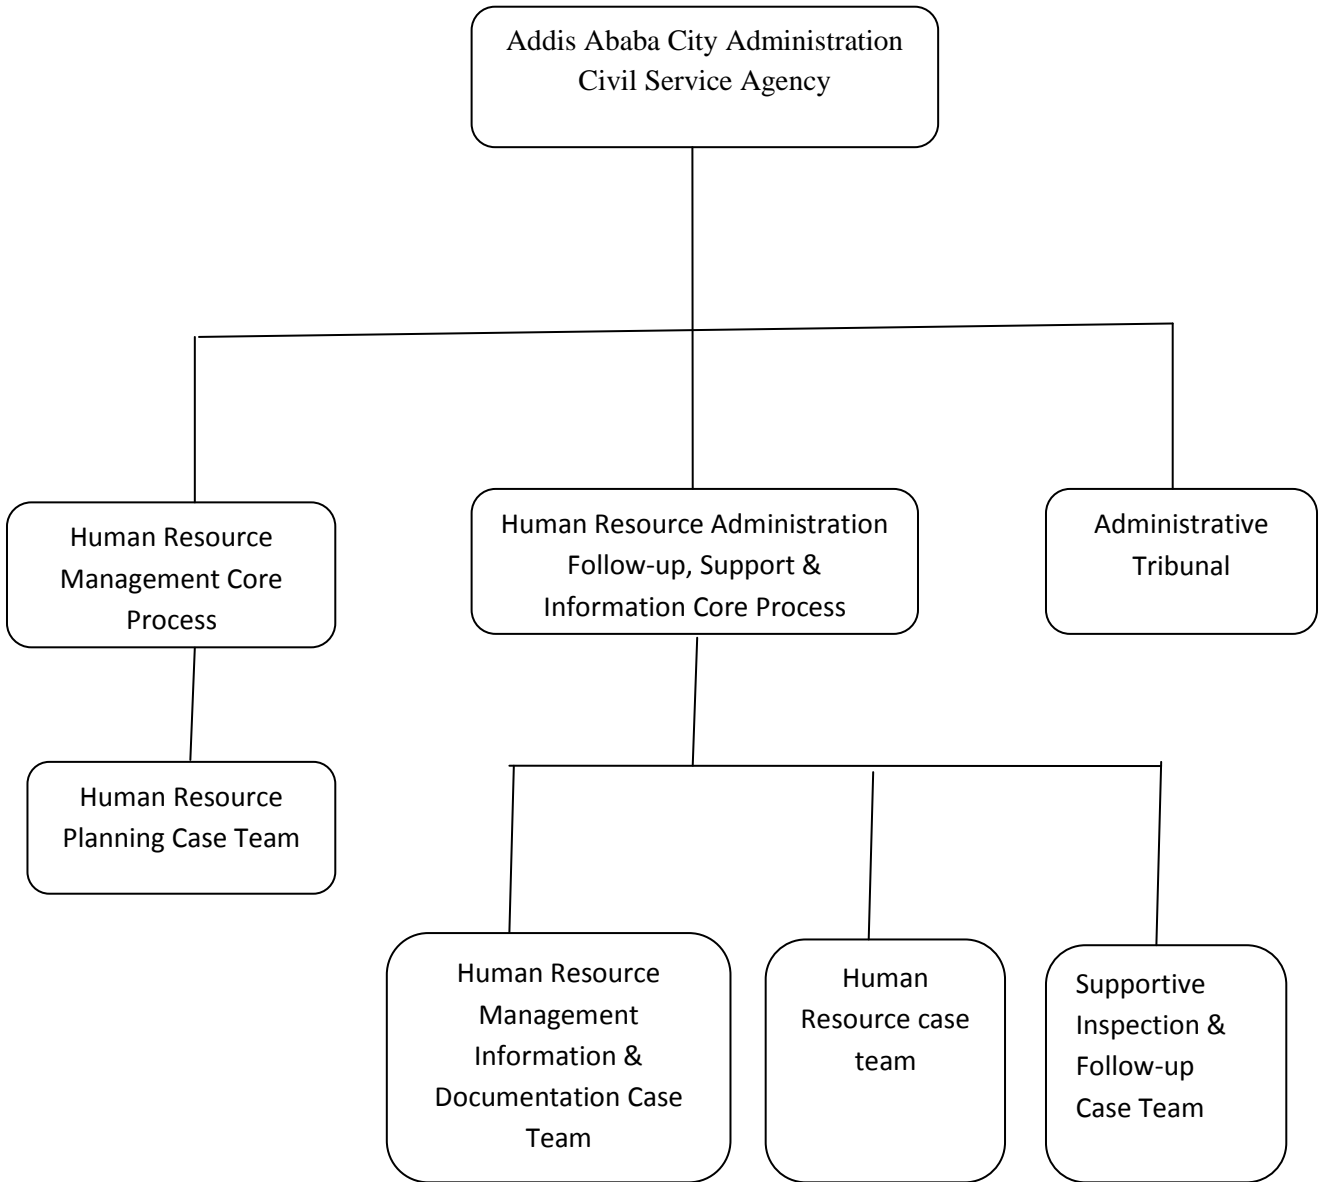 Addis Ababa City Administration
Civil Service Agency
Human Resource
Management Core
Process
Human Resource Administration
Follow-up, Support &
Information Core Process
Administrative
Tribunal
Human Resource
Planning Case Team
Human Resource
Management
Information &
Documentation Case
Team
Human
Resource case
team
Supportive
Inspection &
Follow-up
Case Team